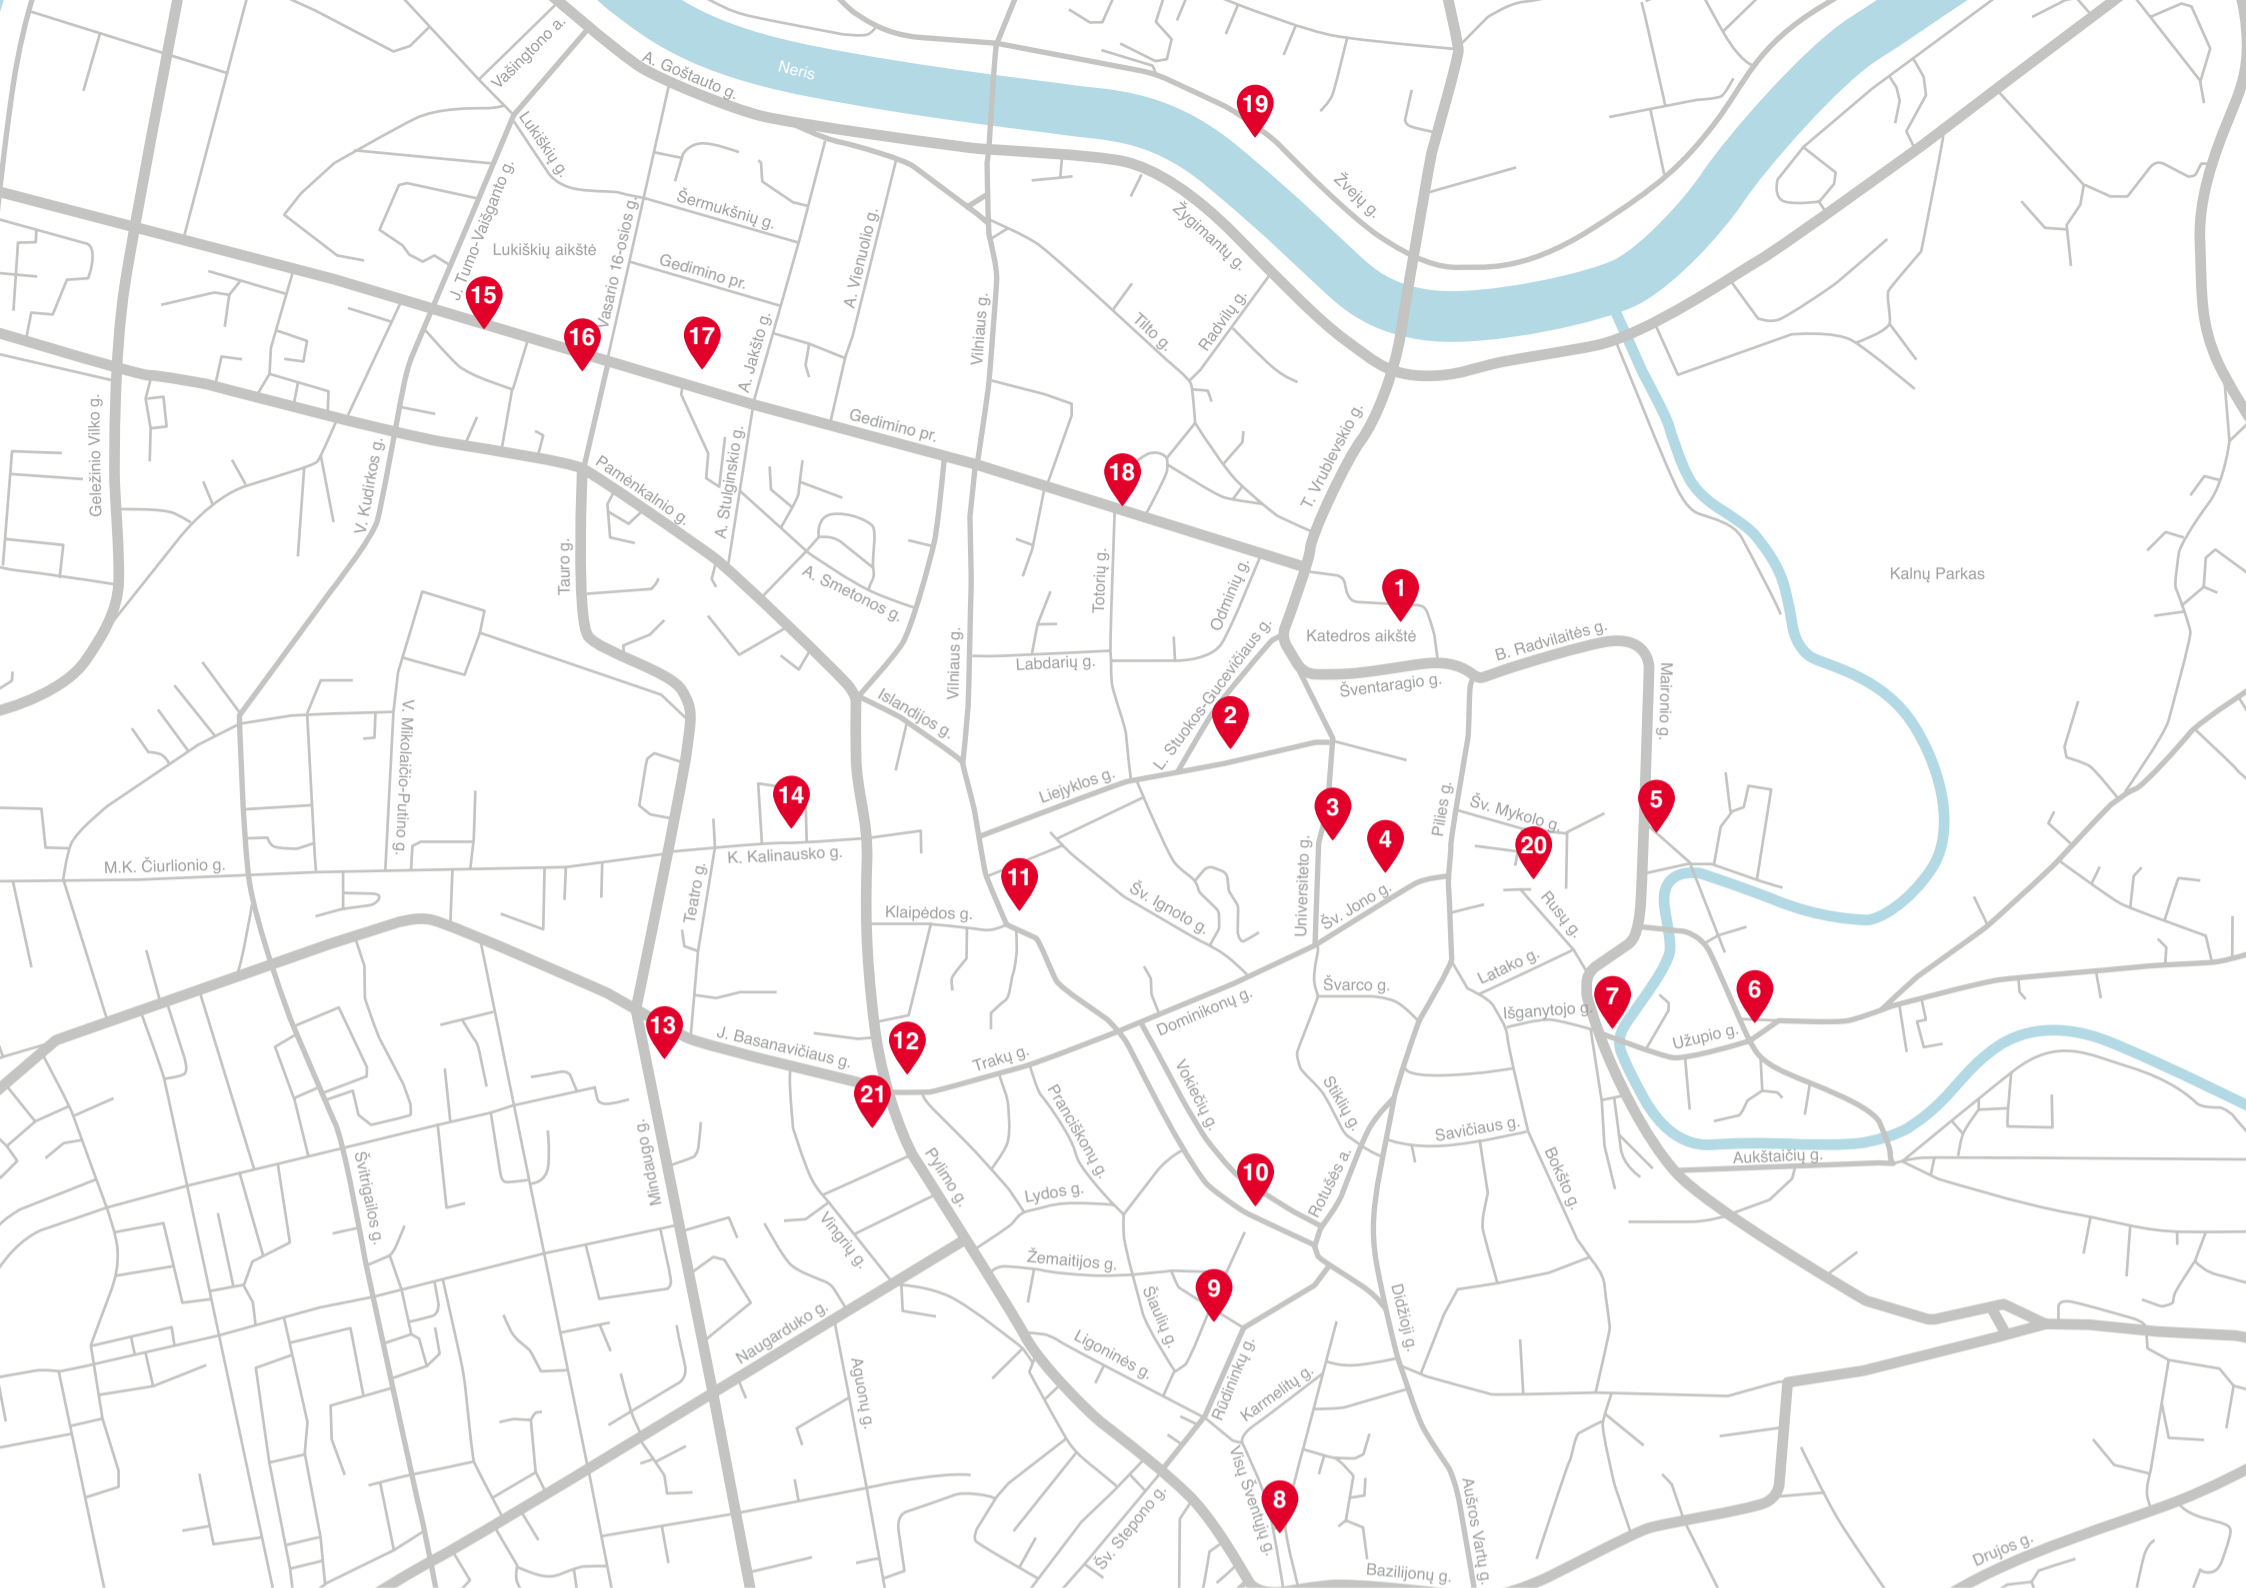 Vašingtono a.
A. Goštauto g.
Neris
19
Lukiškių g.
Žvejų g.
J. Tumo-Vaižganto g.
Šermukšnių g.
Vasario 16-osios g.
A. Vienuolio g.
Žygimantų g.
Lukiškių aikštė
Gedimino pr.
15
16
17
A. Jakšto g.
Vilniaus g.
Tilto g.
Radvilų g.
Geležinio Vilko g.
V. Kudirkos g.
Gedimino pr.
T. Vrublevskio g.
Pamėnkalnio g.
A. Stulginskio g.
18
Tauro g.
A. Smetonos g.
Totorių g.
Odminių g.
1
Kalnų Parkas
Katedros aikštė
B. Radvilaitės g.
Vilniaus g.
Labdarių g.
L. Stuokos-Gucevičiaus g.
Šventaragio g.
Maironio g.
Islandijos g.
2
V. Mikolaičio-Putino g.
14
Liejyklos g.
3
4
Pilies g.
Šv. Mykolo g.
5
20
M.K. Čiurlionio g.
K. Kalinausko g.
11
Teatro g.
Klaipėdos g.
Šv. Ignoto g.
Universiteto g.
Šv. Jono g.
Rusų g.
Latako g.
Švarco g.
Išganytojo g.
7
6
Užupio g.
13
J. Basanavičiaus g.
12
Trakų g.
Dominikonų g.
21
Vokiečių g.
Pranciškonų g.
Stiklių g.
Savičiaus g.
Mindaugo g.
Švitrigailos g.
Pylimo g.
Lydos g.
10
Rotušės a.
Bokšto g.
Aukštaičių g.
Vingrių g.
Žemaitijos g.
9
Šiaulių g.
Didžioji g.
Naugarduko g.
Ligoninės g.
Aguonų g.
Rūdininkų g.
Karmelitų g.
Visų Šventųjų g.
8
Šv. Stepono g.
Aušros Vartų g.
Bazilijonų g.
Drujos g.